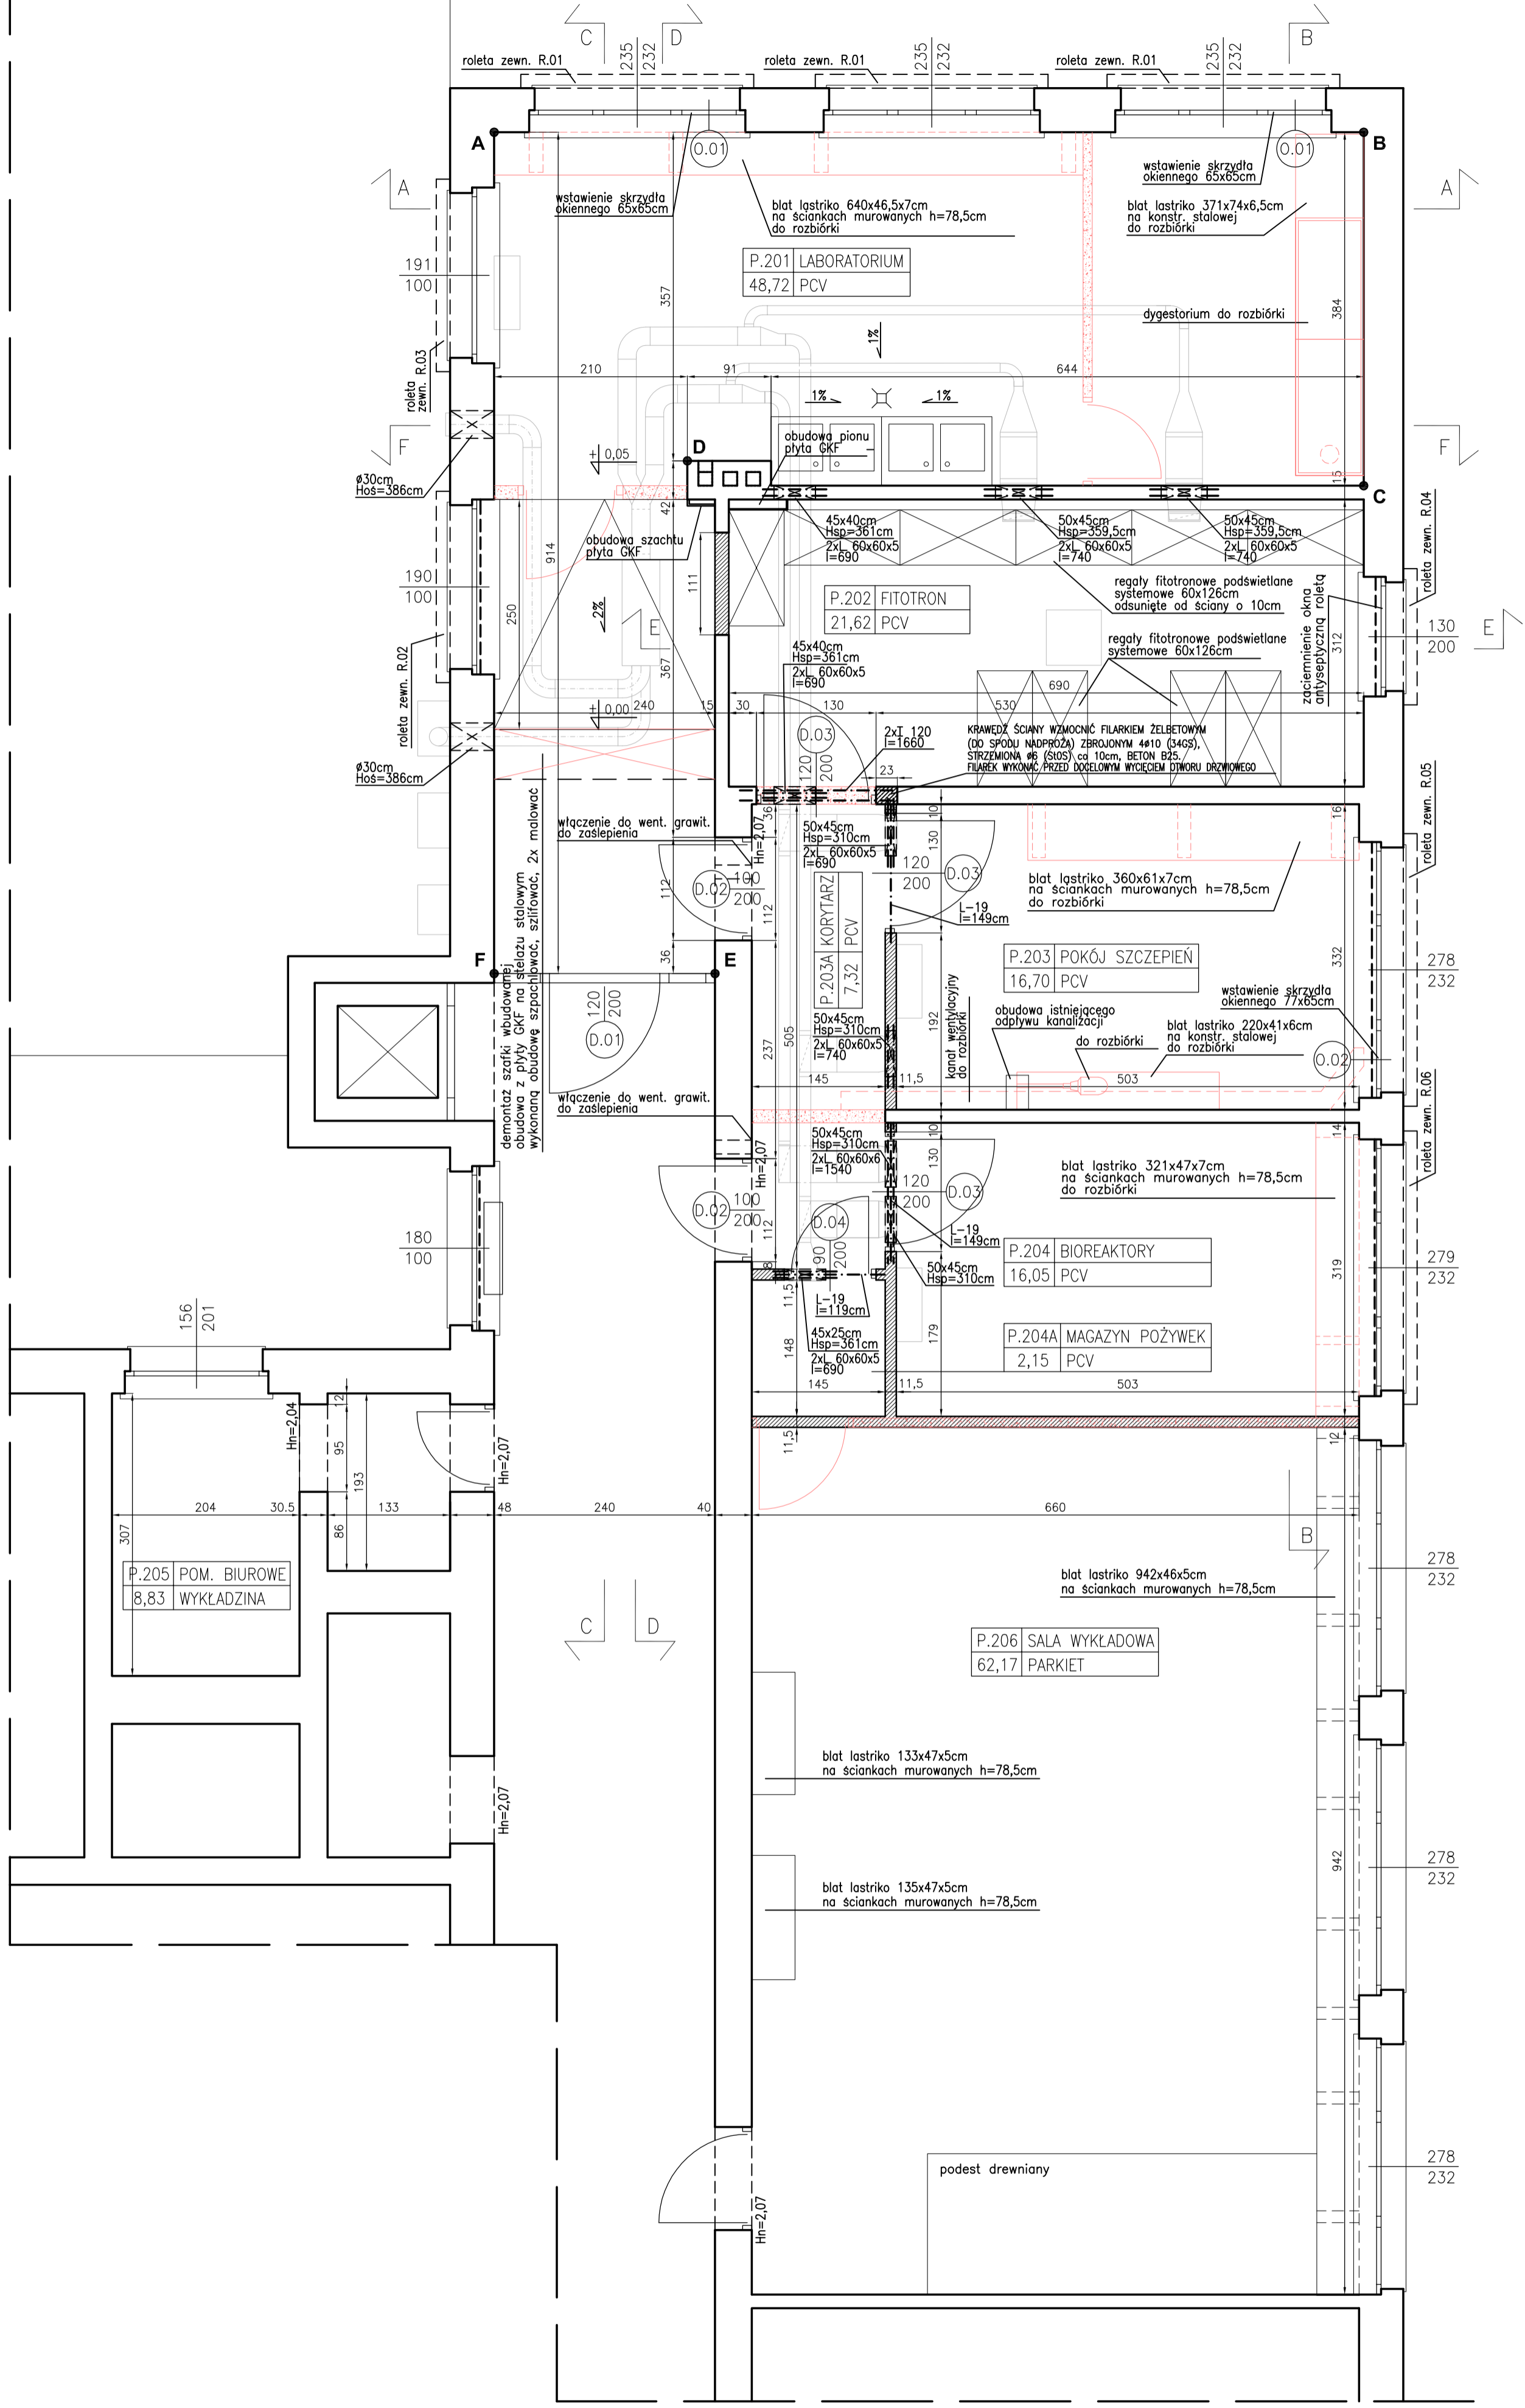 C
D
B
235
232
235
232
235
232
roleta zewn. R.01
roleta zewn. R.01
roleta zewn. R.01
A
B
O.01
O.01
wstawienie skrzydła
okiennego 65x65cm
wstawienie skrzydła
okiennego 65x65cm
A
A
blat lastriko 640x46,5x7cm
na ściankach murowanych h=78,5cm
do rozbiórki
blat lastriko 371x74x6,5cm
na konstr. stalowej
do rozbiórki
P.201 LABORATORIUM
48,72 PCV
191
100
357
384
dygestorium do rozbiórki
1%
roleta
zewn. R.03
210
91
644
1%
1%
F
F
obudowa pionu
płyta GKF
D
+ 0,05
ø30cm
Hoś=386cm
15
C
42
obudowa szachtu
płyta GKF
914
45x40cm
Hsp=361cm
2xL 60x60x5
l=690
50x45cm
Hsp=359,5cm
2xL 60x60x5
l=740
50x45cm
Hsp=359,5cm
2xL 60x60x5
l=740
roleta zewn. R.04
190
100
111
250
2%
regały fitotronowe podświetlane
systemowe 60x126cm
odsunięte od ściany o 10cm
P.202 FITOTRON
21,62 PCV
E
E
130
200
312
zaciemnienie okna
antyseptyczną roletą
regały fitotronowe podświetlane
systemowe 60x126cm
45x40cm
Hsp=361cm
2xL 60x60x5
l=690
367
roleta zewn. R.02
690
+ 0,00
240
15
30
130
530
D.03
120
200
2xI 120
l=1660
KRAWĘDŹ ŚCIANY WZMOCNIĆ FILARKIEM ŻELBETOWYM
(DO SPODU NADPROŻA) ZBROJONYM 4ø10 (34GS),
STRZEMIONA ø6 (St0S) co 10cm, BETON B25.
FILAREK WYKONAĆ PRZED DOCELOWYM WYCIĘCIEM OTWORU DRZWIOWEGO
23
ø30cm
Hoś=386cm
roleta zewn. R.05
36
10
16
włączenie do went. grawit.
do zaślepienia
Hn=2,07
50x45cm
Hsp=310cm
2xL 60x60x5
l=690
130
120
200
D.03
D.02
100
200
112
112
P.203A KORYTARZ
7,32 PCV
blat lastriko 360x61x7cm
na ściankach murowanych h=78,5cm
do rozbiórki
L-19
l=149cm
demontaż szafki wbudowanej
obudowa z płyty GKF na stelażu stalowym
wykonaną obudowę szpachlować, szlifować, 2x malować
36
P.203 POKÓJ SZCZEPIEŃ
16,70 PCV
332
278
232
F
E
120
200
D.01
kanał wentylacyjny
do rozbiórki
192
wstawienie skrzydła
okiennego 77x65cm
obudowa istniejącego
odpływu kanalizacji
do rozbiórki
blat lastriko 220x41x6cm
na konstr. stalowej
do rozbiórki
50x45cm
Hsp=310cm
2xL 60x60x5
l=740
505
237
O.02
roleta zewn. R.06
145
11,5
503
włączenie do went. grawit.
do zaślepienia
Hn=2,07
50x45cm
Hsp=310cm
2xL 60x60x6
l=1540
10
14
130
D.02
100
200
112
D.04
90
200
120
200
D.03
blat lastriko 321x47x7cm
na ściankach murowanych h=78,5cm
do rozbiórki
L-19
l=149cm
P.204 BIOREAKTORY
16,05 PCV
180
100
8
50x45cm
Hsp=310cm
279
232
319
11,5
L-19
l=119cm
45x25cm
Hsp=361cm
2xL 60x60x5
l=690
148
179
P.204A MAGAZYN POŻYWEK
2,15 PCV
156
201
145
11,5
503
12
Hn=2,04
95
193
Hn=2,07
11,5
12
204
30.5
133
48
240
40
660
307
86
B
P.205 POM. BIUROWE
8,83 WYKŁADZINA
278
232
blat lastriko 942x46x5cm
na ściankach murowanych h=78,5cm
C
D
P.206 SALA WYKŁADOWA
62,17 PARKIET
blat lastriko 133x47x5cm
na ściankach murowanych h=78,5cm
Hn=2,07
942
278
232
blat lastriko 135x47x5cm
na ściankach murowanych h=78,5cm
podest drewniany
278
232
Hn=2,07